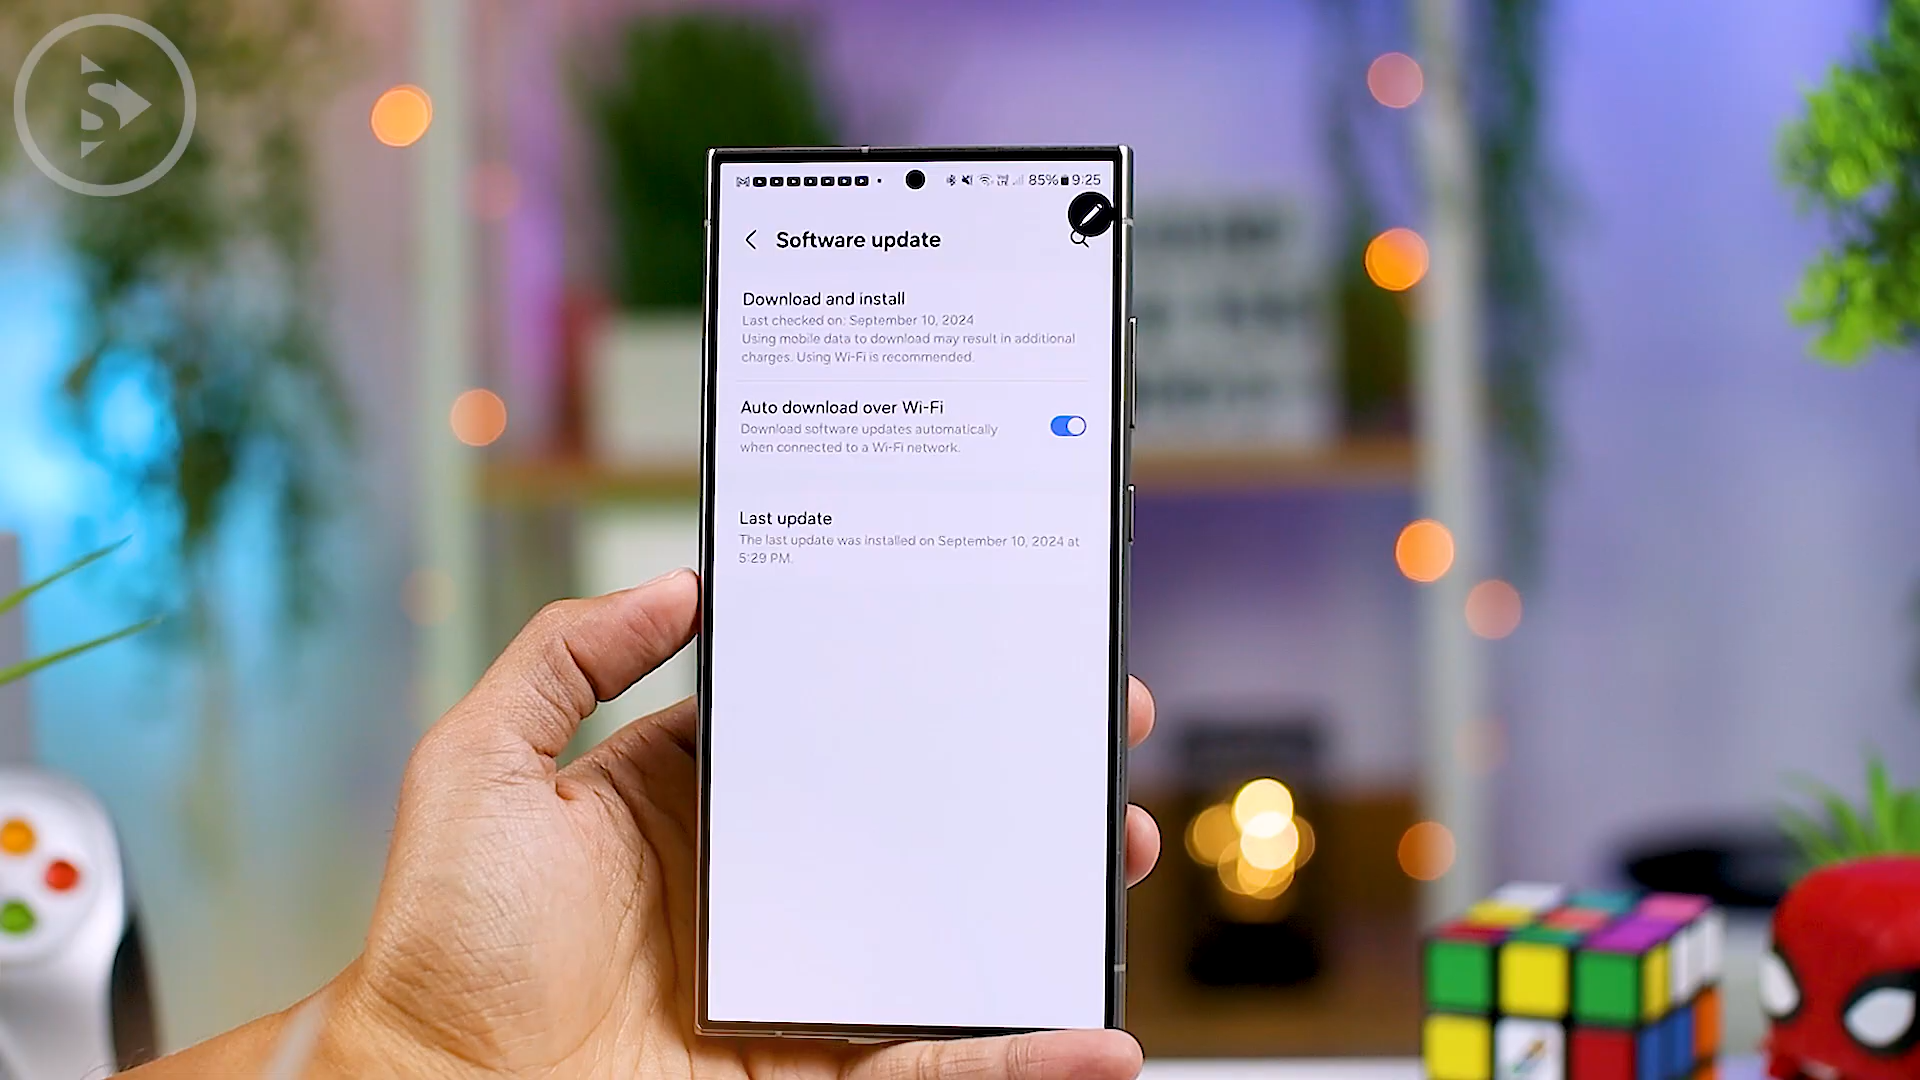 S
85% 9:25
Software update
Download and install
Last checked on: September 10, 2024
Using mobile data to download may result in additional
charges. Using Wi-Fi is recommended.
Auto download over Wi-Fi
Download software updates automatically
when connected to a Wi-Fi network.
Last update
The last update was installed on September 10, 2024 at
5:29 PM.